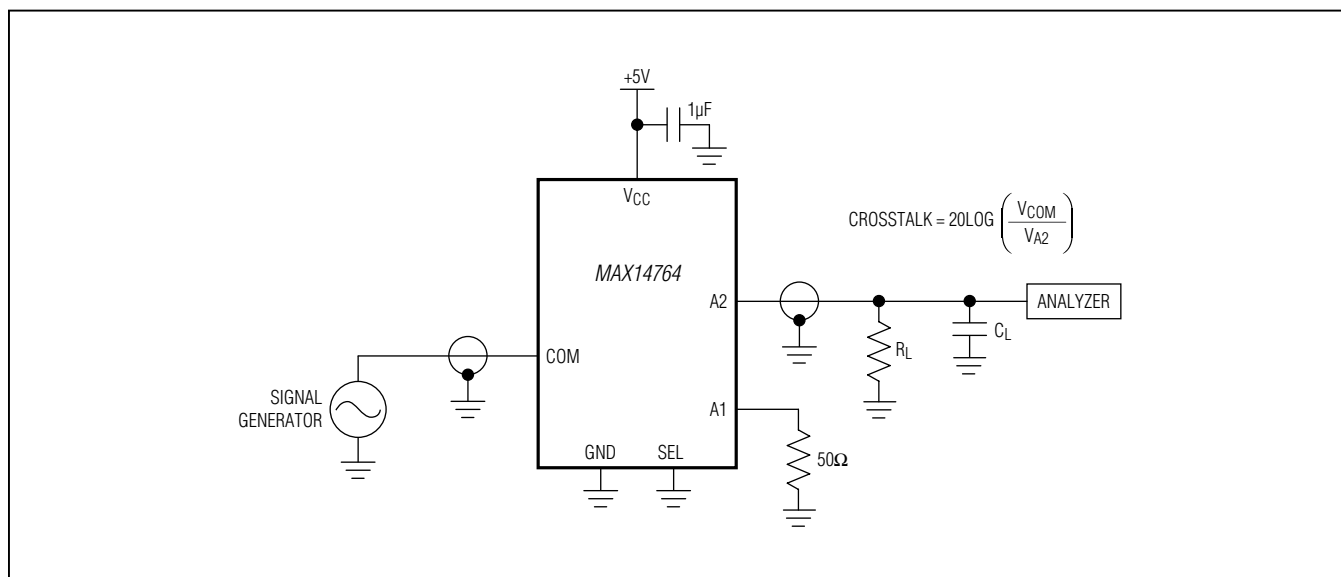 +5V
1µF
VCC
CROSSTALK = 20LOG (VCOM / VA2)
MAX14764
A2
ANALYZER
CL
RL
COM
SIGNAL
GENERATOR
A1
GND
SEL
50Ω